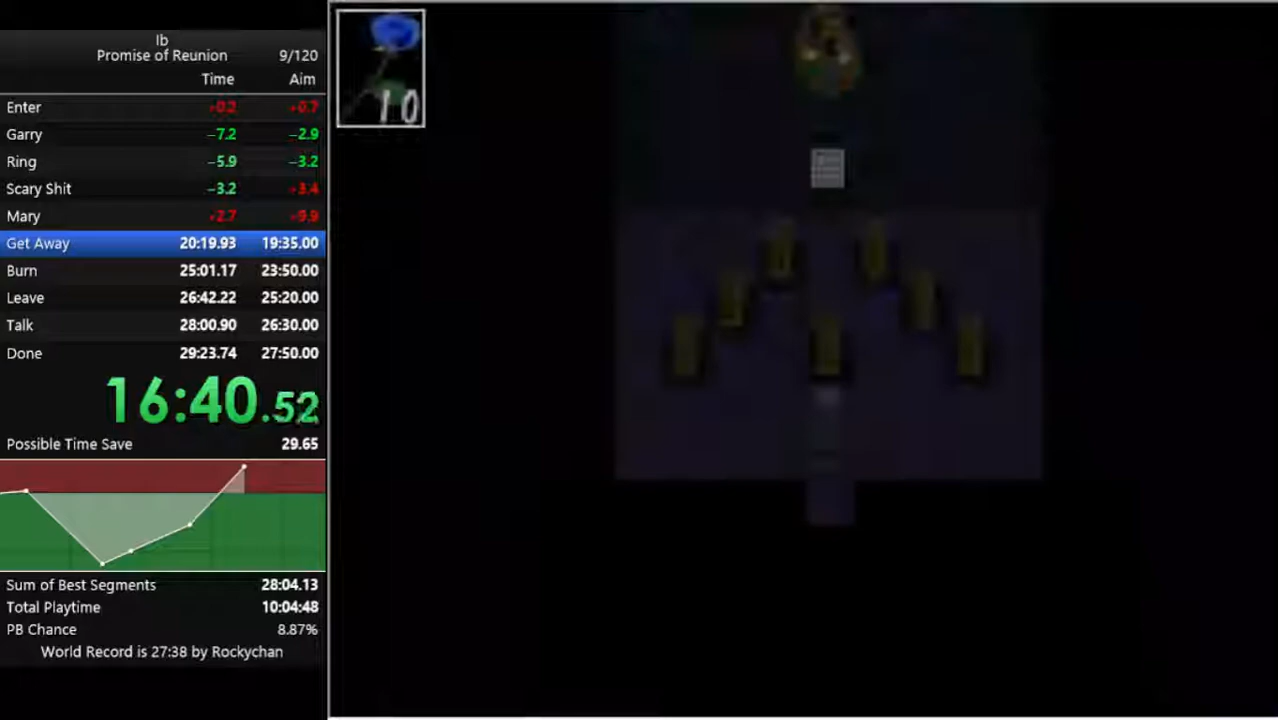 Ib
Promise of Reunion 9/120
Time Aim
Enter +0.2 +0.7
Garry −7.2 −2.9
Ring −5.9 −3.2
Scary Shit −3.2 +3.4
Mary +2.7 +9.9
Get Away 20:19.93 19:35.00
Burn 25:01.17 23:50.00
Leave 26:42.22 25:20.00
Talk 28:00.90 26:30.00
Done 29:23.74 27:50.00
16:40.52
Possible Time Save 29.65
Sum of Best Segments 28:04.13
Total Playtime 10:04:48
PB Chance 8.87%
World Record is 27:38 by Rockychan
10